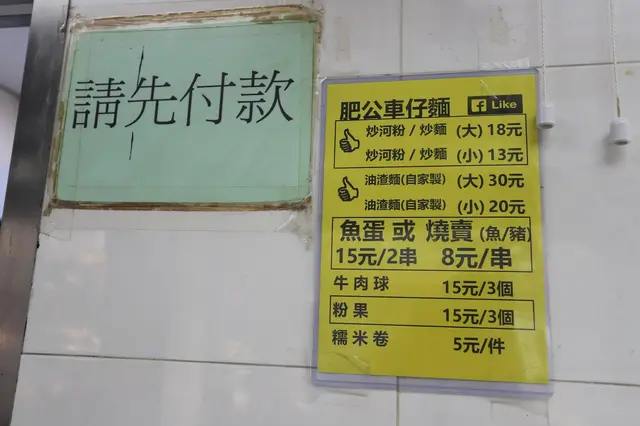 請先付款
肥公車仔麵 f Like
炒河粉 / 炒麵 (大) 18元
炒河粉 / 炒麵 (小) 13元
油渣麵(自家製) (大) 30元
油渣麵(自家製) (小) 20元
魚蛋 或 燒賣 (魚/豬)
15元/2串 8元/串
牛肉球 15元/3個
粉果 15元/3個
糯米卷 5元/件